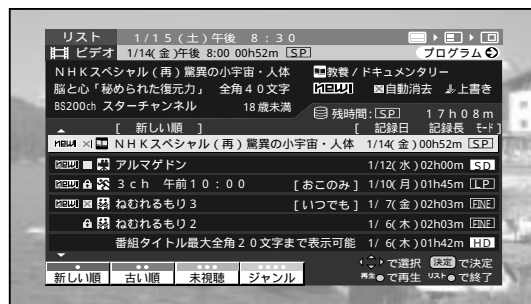 リスト 1/15(土)午後 8:30
ビデオ 1/14(金)午後 8:00 00h52m SP プログラム
NHKスペシャル(再)驚異の小宇宙・人体 教養/ドキュメンタリー
脳と心「秘められた復元力」 全角40文字 NEW! 自動消去 上書き
BS200ch スターチャンネル 18歳未満 残時間:SP 17h08m
[ 新しい順 ] [ 記録日 記録長 モード ]
NEW! NHKスペシャル(再)驚異の小宇宙・人体 1/14(金)00h52m SP
NEW! アルマゲドン 1/12(水)02h00m SD
NEW! 3ch 午前10:00 [おこのみ] 1/10(月)01h45m LP
NEW! ねむれるもり3 [いつでも] 1/ 7(金)02h03m FINE
ねむれるもり2 1/ 6(木)02h03m FINE
番組タイトル最大全角20文字まで表示可能 1/ 6(木)01h42m HD
新しい順 古い順 未視聴 ジャンル で選択 決定 で決定
再生●で再生 リスト●で終了